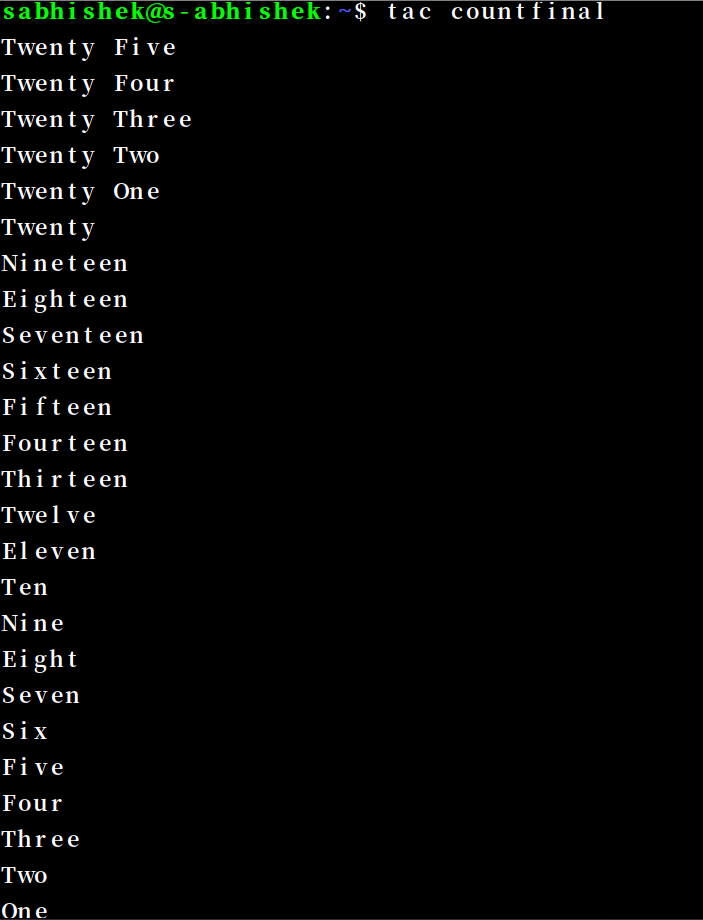 sabhishek@s-abhishek:~$ tac countfinal
Twenty Five
Twenty Four
Twenty Three
Twenty Two
Twenty One
Twenty
Nineteen
Eighteen
Seventeen
Sixteen
Fifteen
Fourteen
Thirteen
Twelve
Eleven
Ten
Nine
Eight
Seven
Six
Five
Four
Three
Two
One